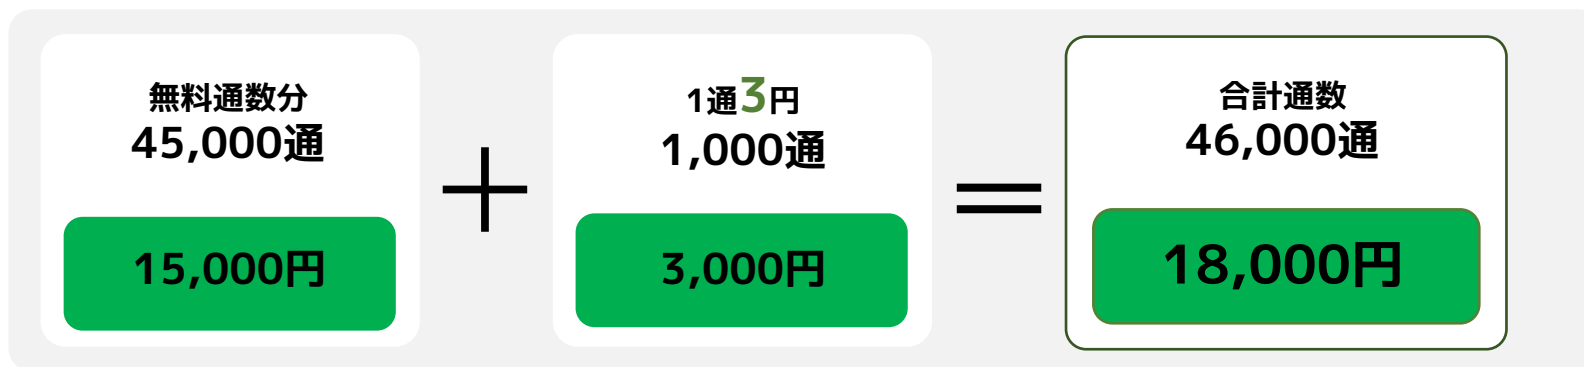 無料通数分
45,000通
15,000円
+
1通3円
1,000通
3,000円
=
合計通数
46,000通
18,000円